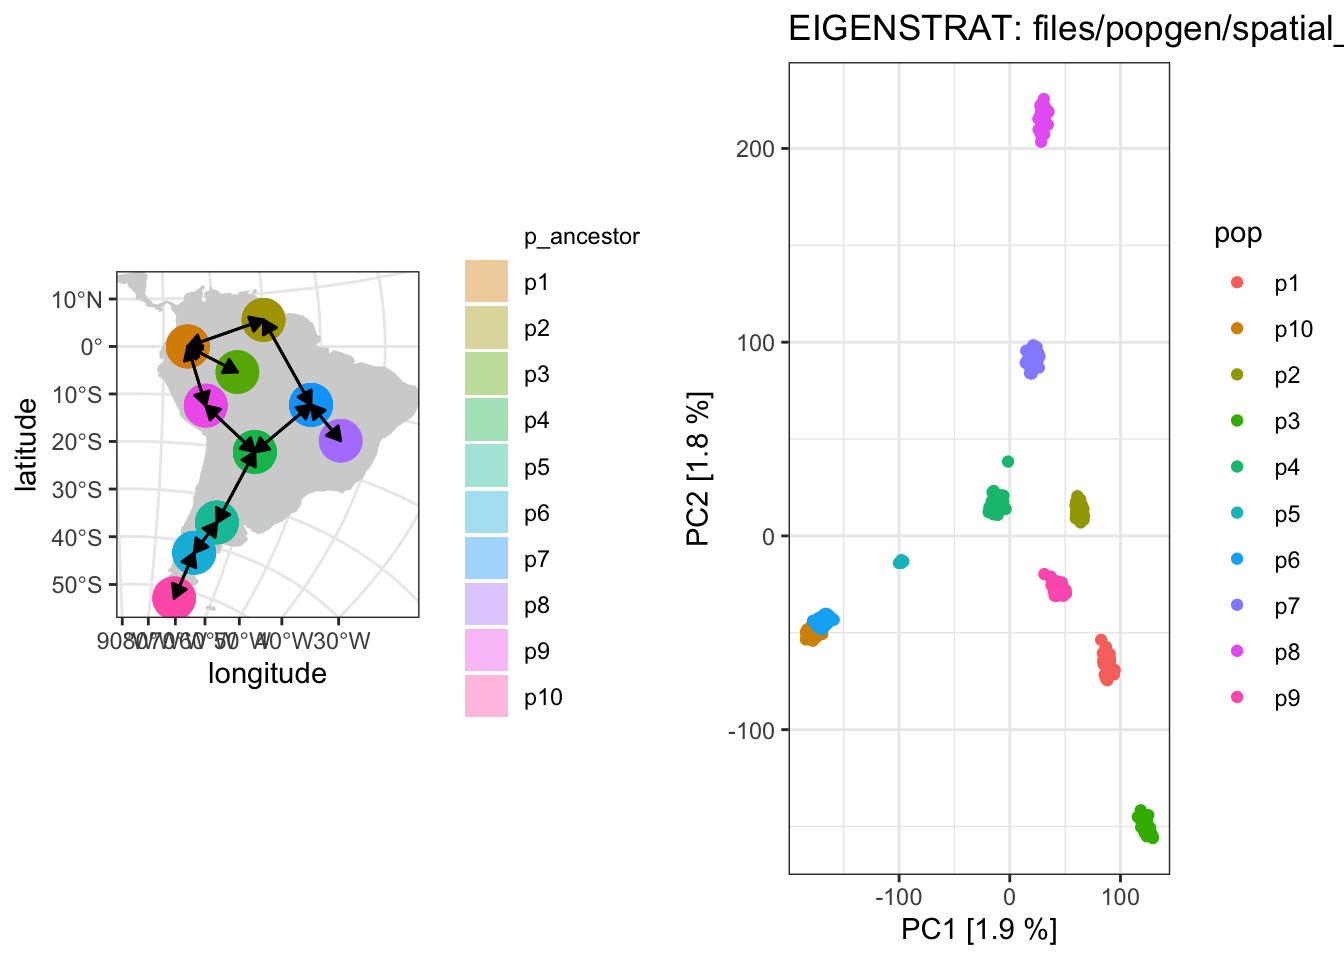 EIGENSTRAT: files/popgen/spatial_
p_ancestor
p1
p2
p3
p4
p5
p6
p7
p8
p9
p10
10°N
0°
10°S
20°S
30°S
40°S
50°S
latitude
40°W
30°W
longitude
200
100
0
-100
PC2 [1.8 %]
-100
0
100
PC1 [1.9 %]
pop
p1
p10
p2
p3
p4
p5
p6
p7
p8
p9